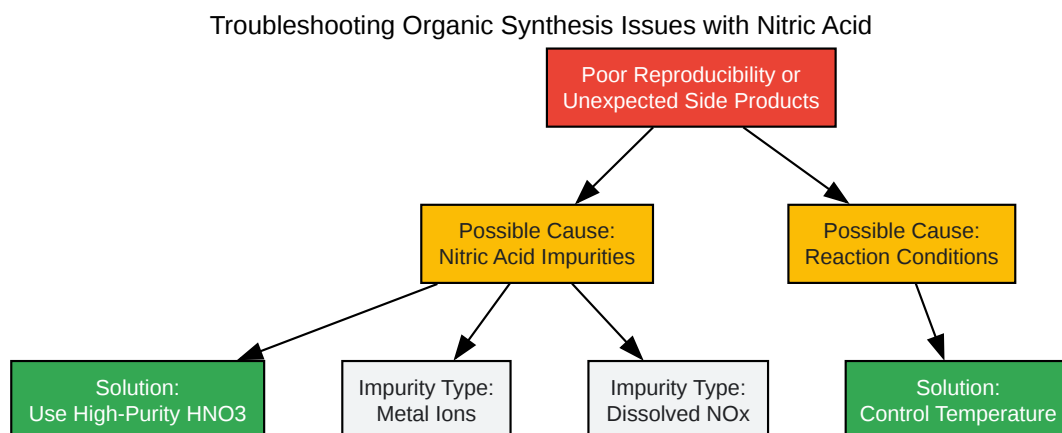 Troubleshooting Organic Synthesis Issues with Nitric Acid
Poor Reproducibility or
Unexpected Side Products
Possible Cause:
Nitric Acid Impurities
Possible Cause:
Reaction Conditions
Solution:
Use High-Purity HNO3
Impurity Type:
Metal Ions
Impurity Type:
Dissolved NOx
Solution:
Control Temperature